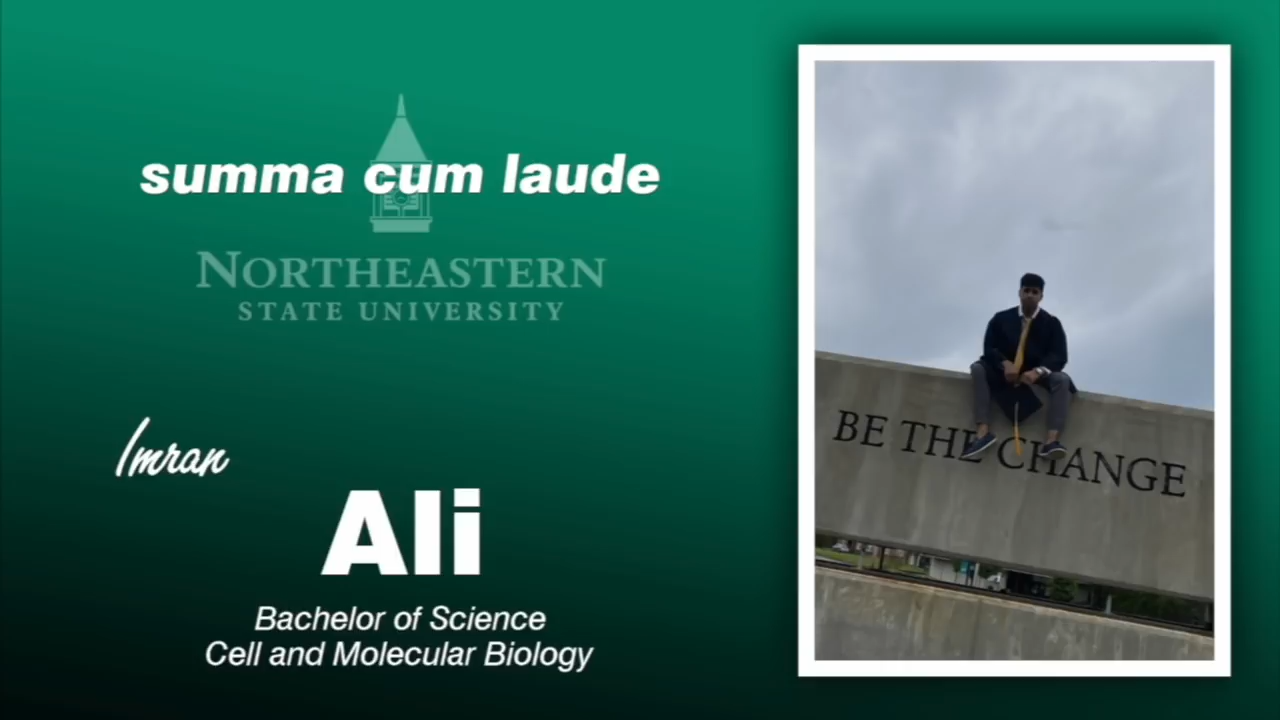 summa cum laude
NORTHEASTERN
STATE UNIVERSITY
Imran
Ali
Bachelor of Science
Cell and Molecular Biology
BE THE CHANGE